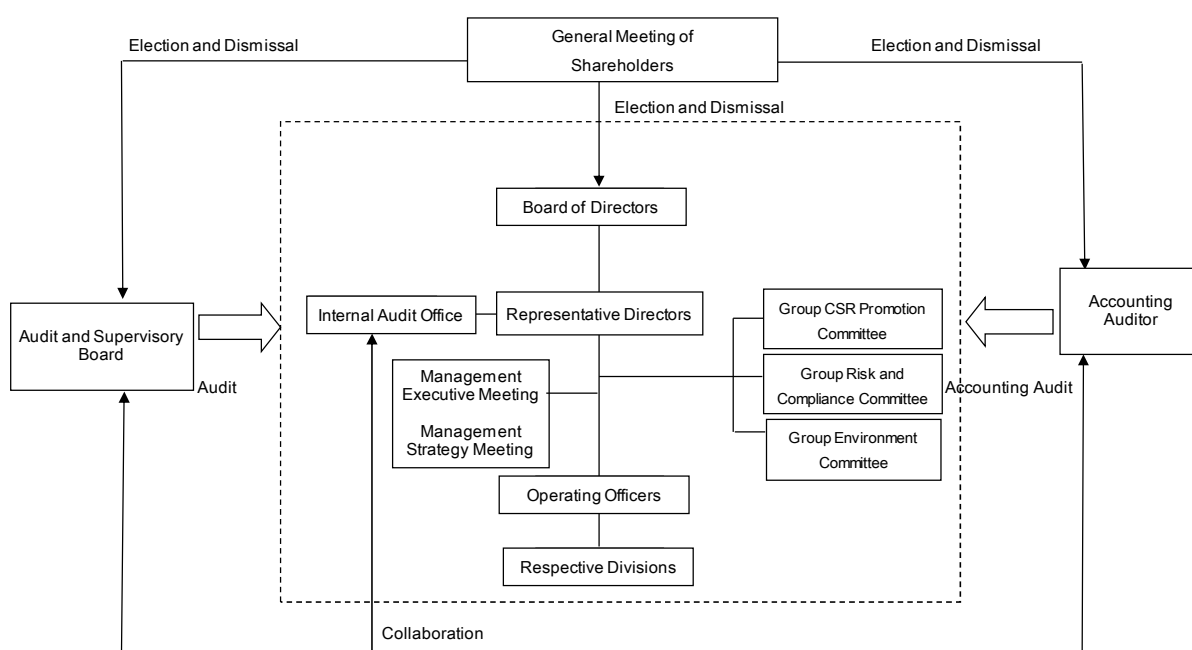 General Meeting of
Shareholders
Election and Dismissal
Election and Dismissal
Election and Dismissal
Board of Directors
Internal Audit Office
Representative Directors
Group CSR Promotion
Committee
Accounting
Auditor
Audit and Supervisory
Board
Audit
Management
Executive Meeting
Management
Strategy Meeting
Group Risk and
Compliance Committee
Accounting Audit
Group Environment
Committee
Operating Officers
Respective Divisions
Collaboration